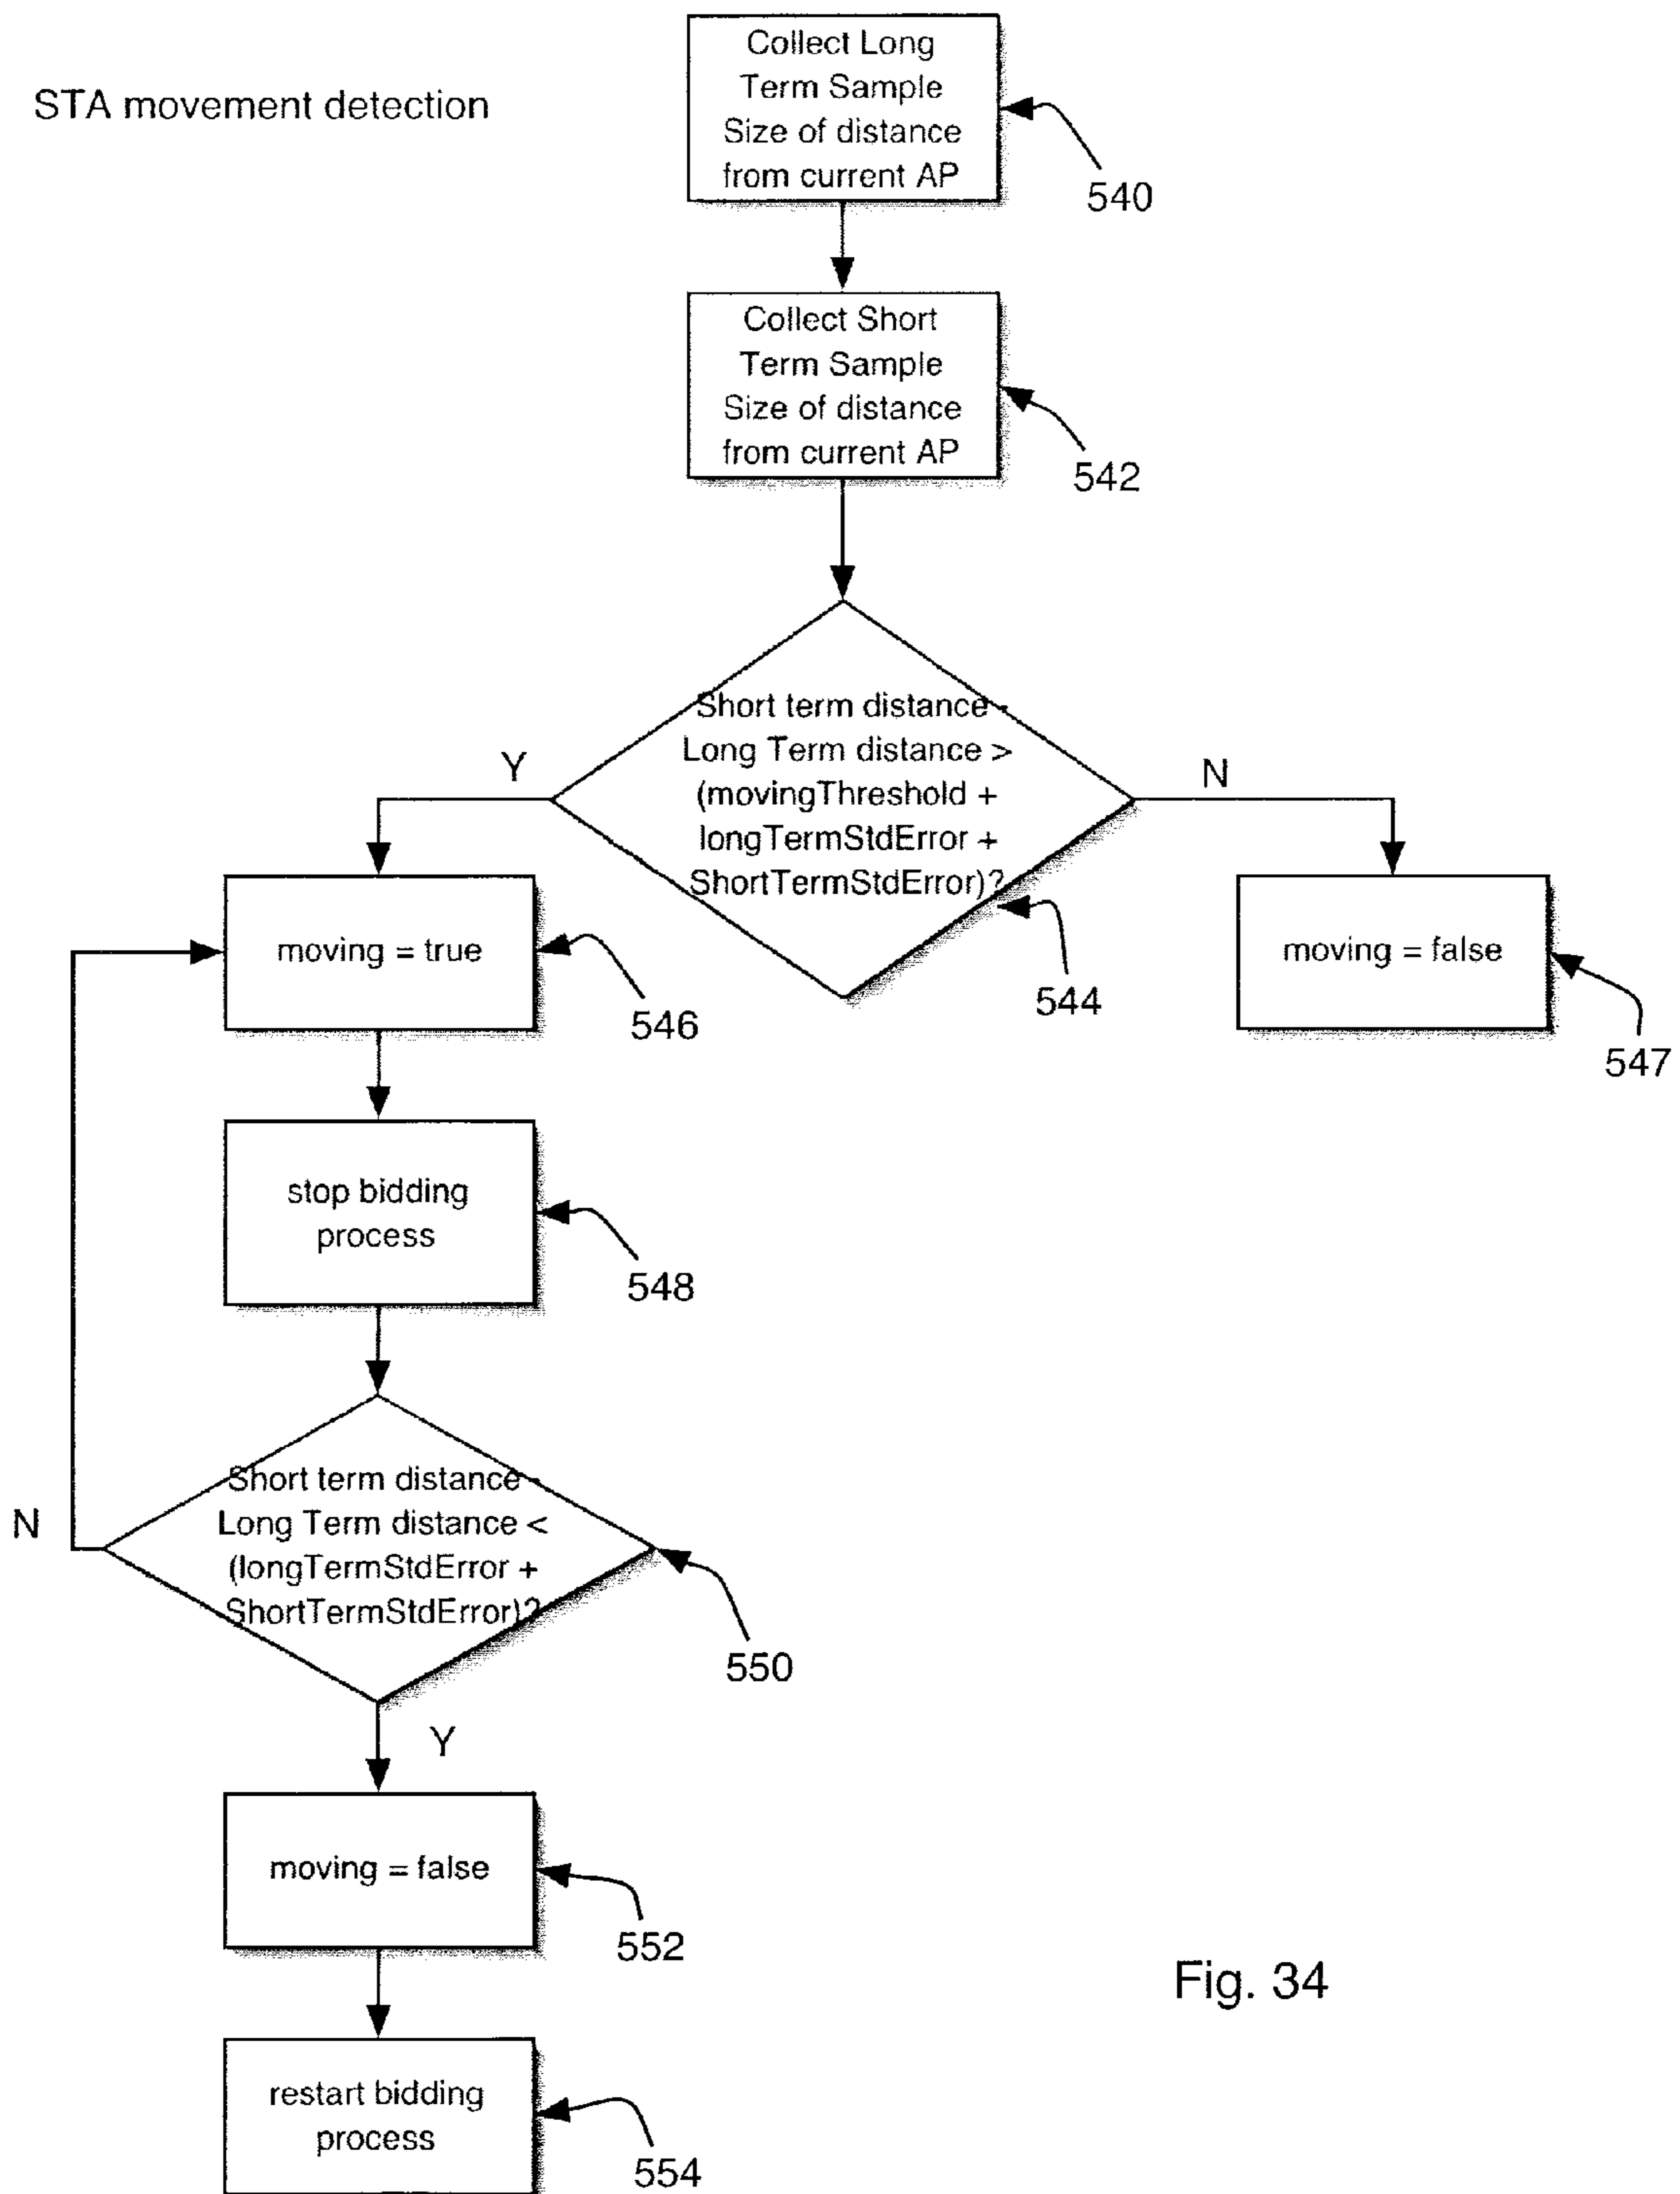 STA movement detection
Collect Long
Term Sample
Size of distance
from current AP
540
Collect Short
Term Sample
Size of distance
from current AP
542
Short term distance -
Long Term distance >
(movingThreshold +
longTermStdError +
ShortTermStdError)?
544
Y
N
moving = true
546
moving = false
547
stop bidding
process
548
Short term distance -
Long Term distance <
(longTermStdError +
ShortTermStdError)?
550
N
Y
moving = false
552
restart bidding
process
554
Fig. 34